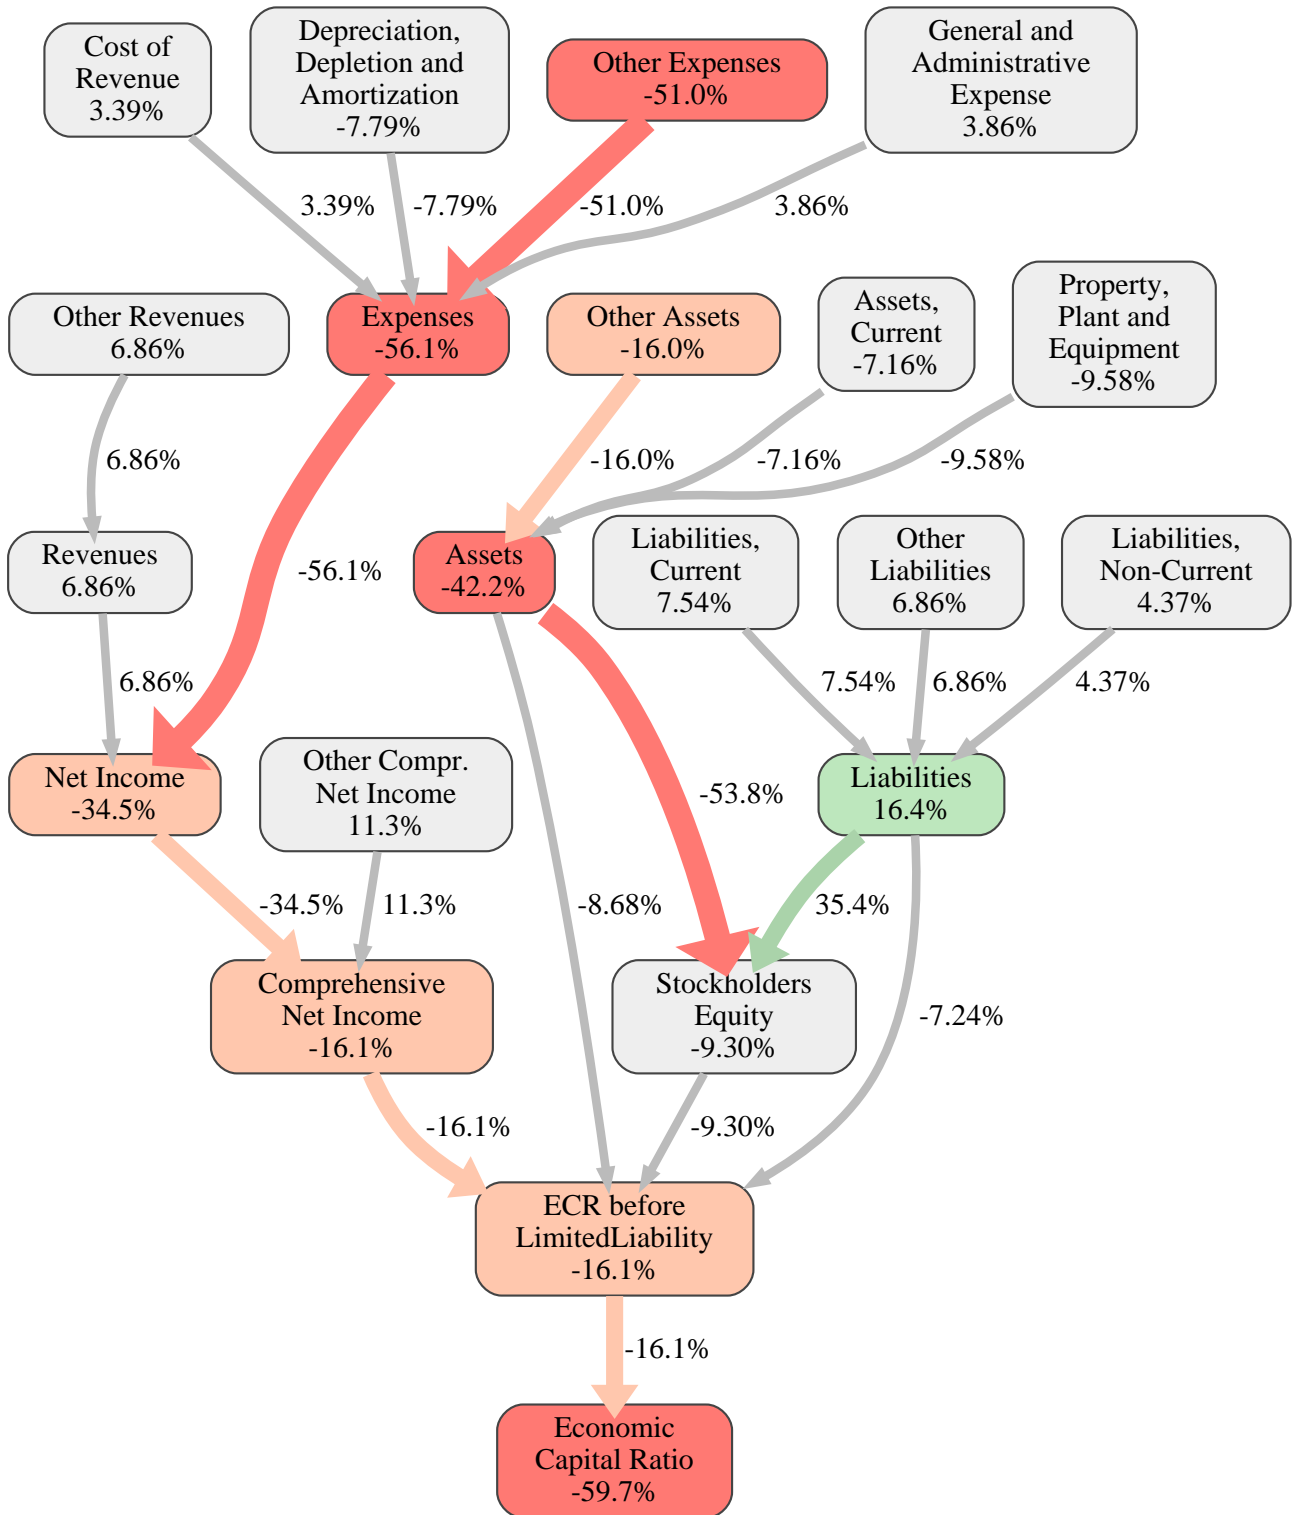 Cost of
Revenue
3.39%
Depreciation,
Depletion and
Amortization
-7.79%
Other Expenses
-51.0%
General and
Administrative
Expense
3.86%
3.39%
-7.79%
-51.0%
3.86%
Other Revenues
6.86%
Expenses
-56.1%
Other Assets
-16.0%
Assets,
Current
-7.16%
Property,
Plant and
Equipment
-9.58%
6.86%
-16.0%
-7.16%
-9.58%
Revenues
6.86%
-56.1%
Assets
-42.2%
Liabilities,
Current
7.54%
Other
Liabilities
6.86%
Liabilities,
Non-Current
4.37%
6.86%
7.54%
6.86%
4.37%
Net Income
-34.5%
Other Compr.
Net Income
11.3%
-53.8%
Liabilities
16.4%
-34.5%
11.3%
-8.68%
35.4%
Comprehensive
Net Income
-16.1%
Stockholders
Equity
-9.30%
-7.24%
-16.1%
-9.30%
ECR before
LimitedLiability
-16.1%
-16.1%
Economic
Capital Ratio
-59.7%